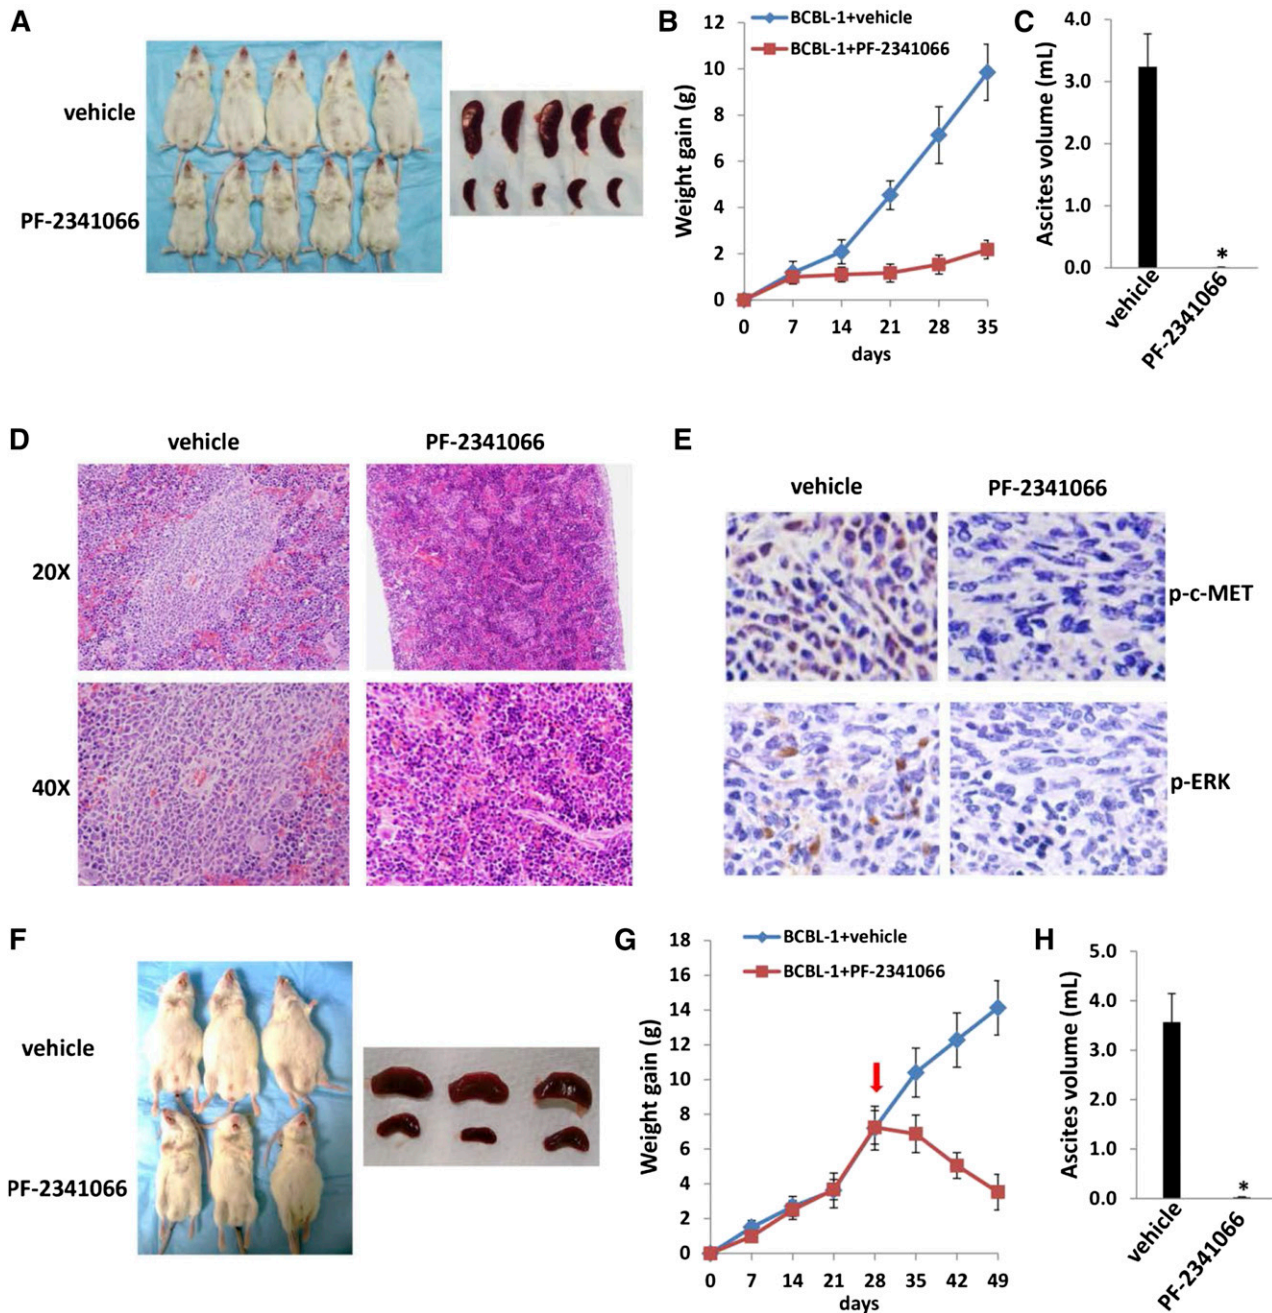 A
vehicle
PF-2341066
B
BCBL-1+vehicle
BCBL-1+PF-2341066
Weight gain (g)
12
10
8
6
4
2
0
0 7 14 21 28 35
days
C
Ascites volume (mL)
4.0
3.0
2.0
1.0
0.0
*
vehicle
PF-2341066
D
vehicle PF-2341066
20X
40X
E
vehicle PF-2341066
p-c-MET
p-ERK
F
vehicle
PF-2341066
G
BCBL-1+vehicle
BCBL-1+PF-2341066
Weight gain (g)
18
16
14
12
10
8
6
4
2
0
0 7 14 21 28 35 42 49
days
H
Ascites volume (mL)
5.0
4.0
3.0
2.0
1.0
0.0
*
vehicle
PF-2341066